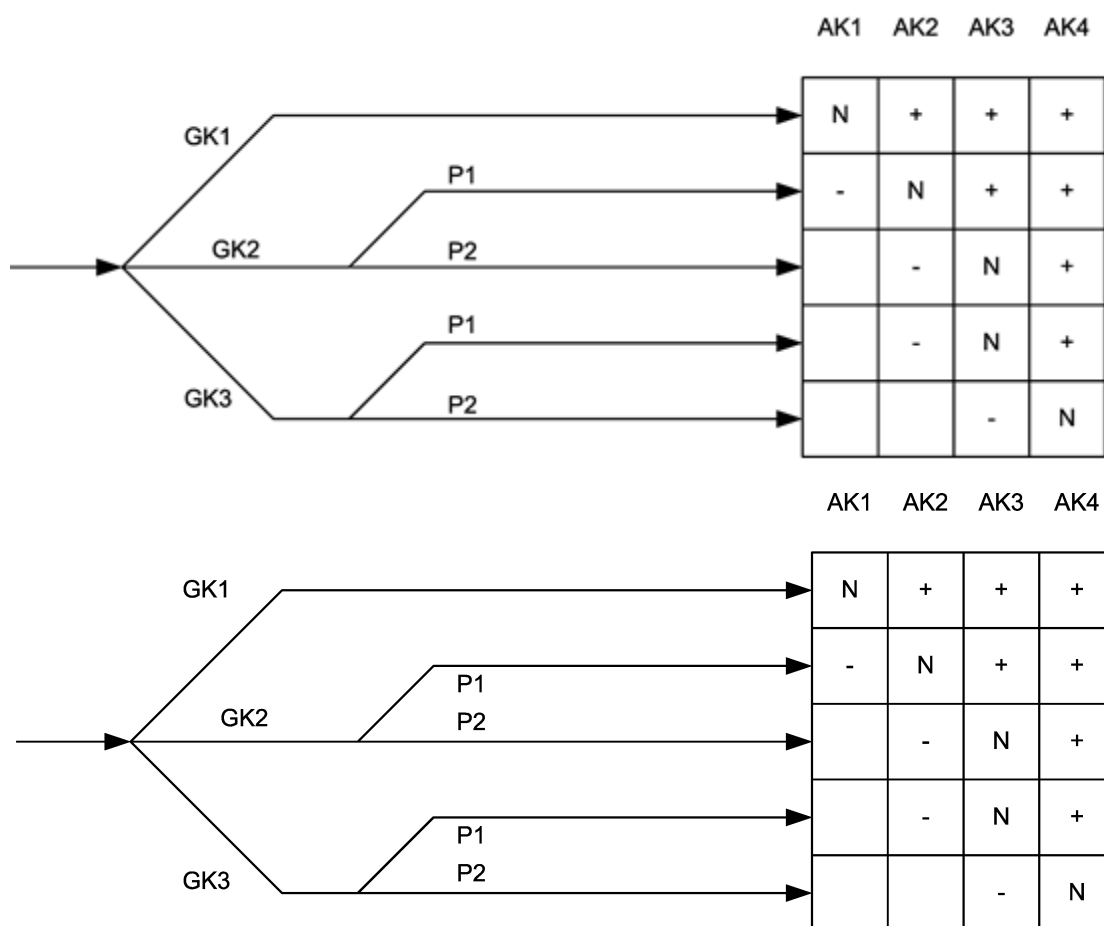 AK1 AK2 AK3 AK4
GK1 N + + +
P1 - N + +
GK2 P2 - N +
P1 - N +
GK3 P2 - N
AK1 AK2 AK3 AK4
GK1 N + + +
P1 - N + +
GK2 P2 - N +
P1 - N +
GK3 P2 - N